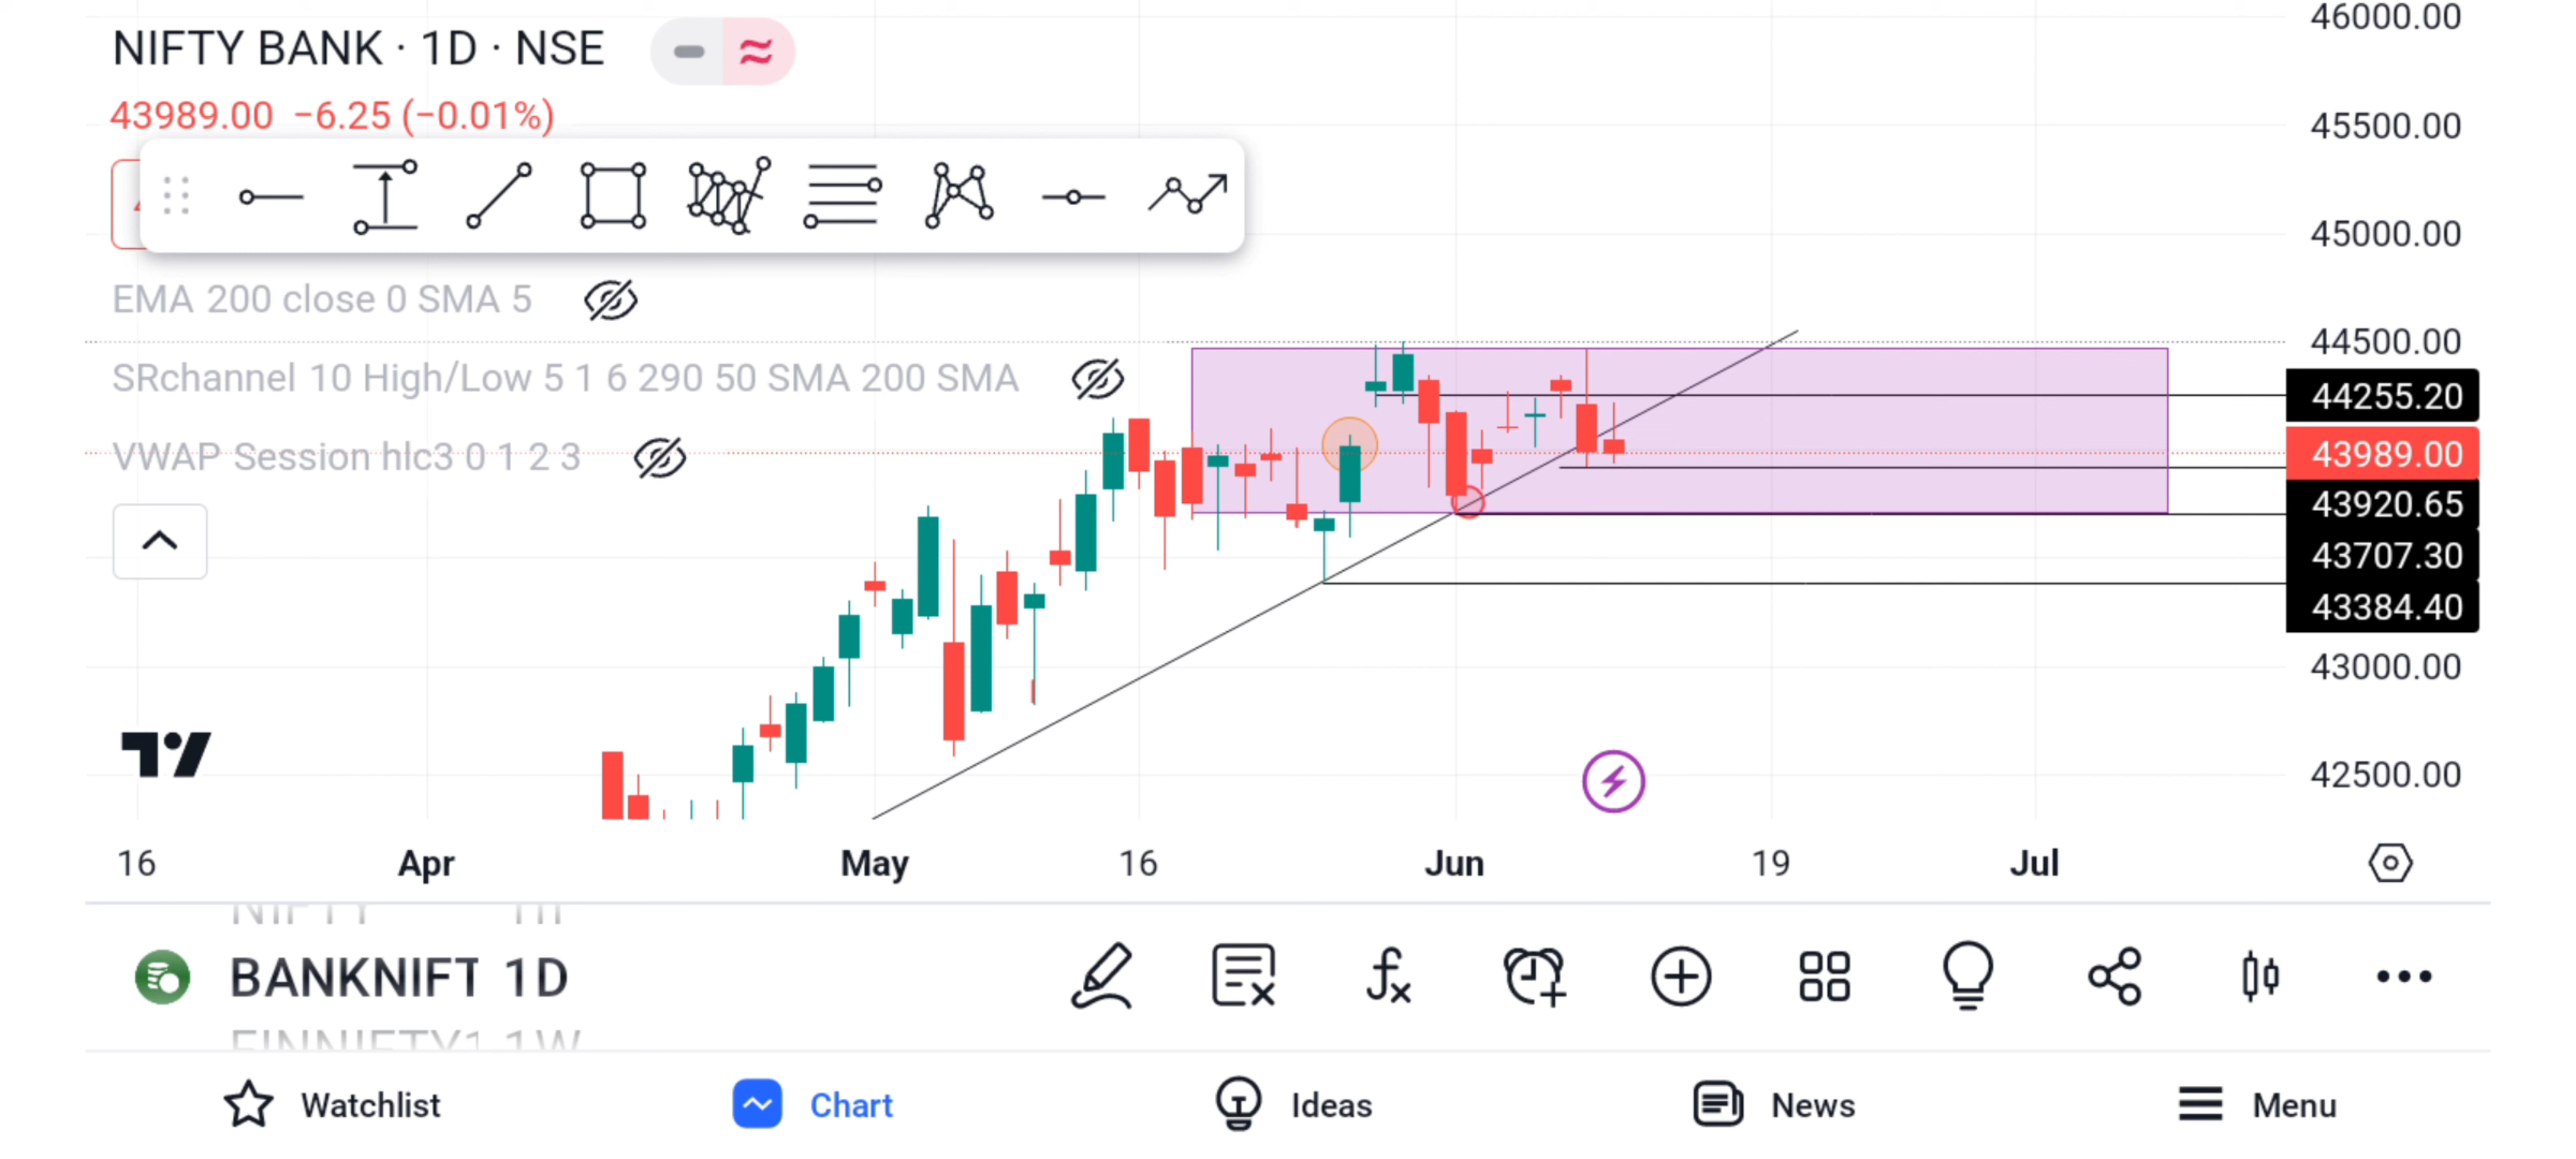 NIFTY BANK · 1D · NSE
43989.00 −6.25 (−0.01%)
EMA 200 close 0 SMA 5
SRchannel 10 High/Low 5 1 6 290 50 SMA 200 SMA
VWAP Session hlc3 0 1 2 3
46000.00
45500.00
45000.00
44500.00
44255.20
43989.00
43920.65
43707.30
43384.40
43000.00
42500.00
16 Apr May 16 Jun 19 Jul
BANKNIFT 1D
Watchlist Chart Ideas News Menu